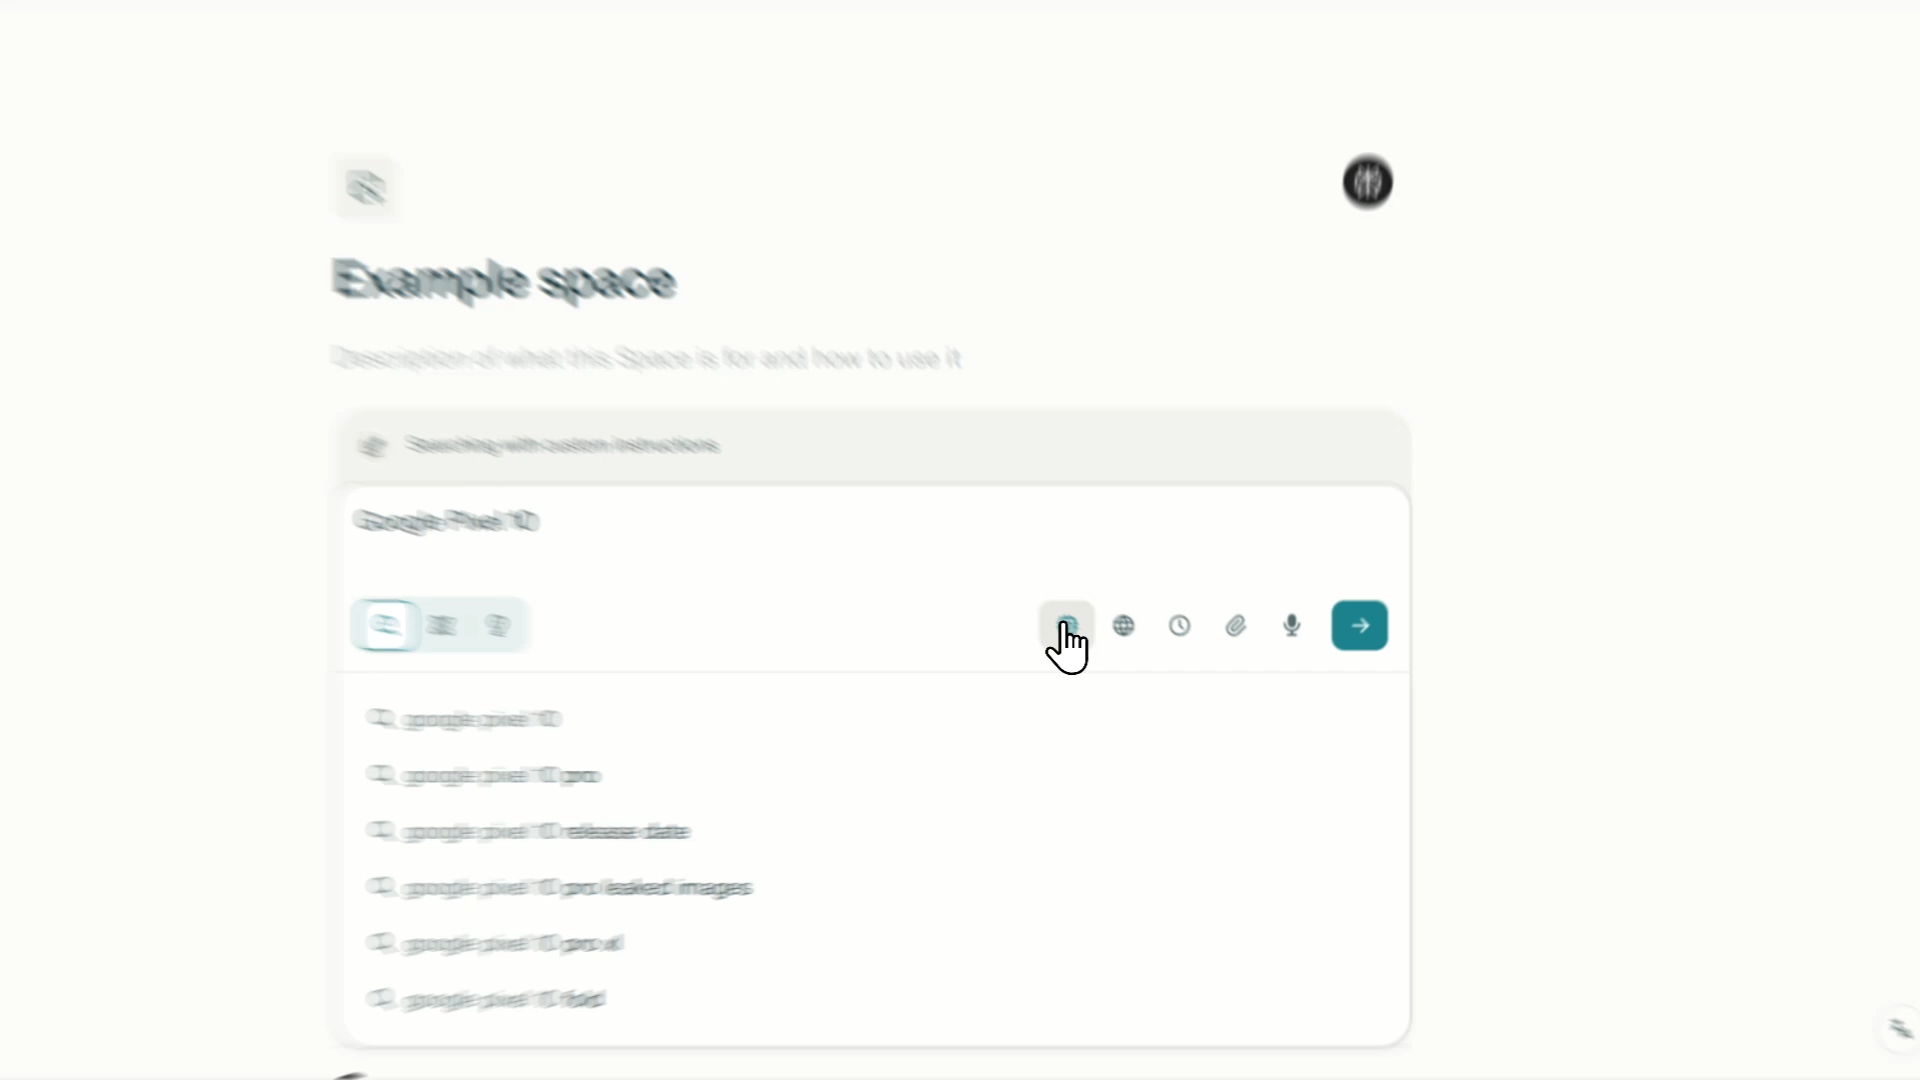 Example space
Description of what this Space is for and how to use it
Searching with custom instructions
Google Pixel 10
google pixel 10
google pixel 10 pro
google pixel 10 release date
google pixel 10 pro leaked images
google pixel 10 pro xl
google pixel 10 fold